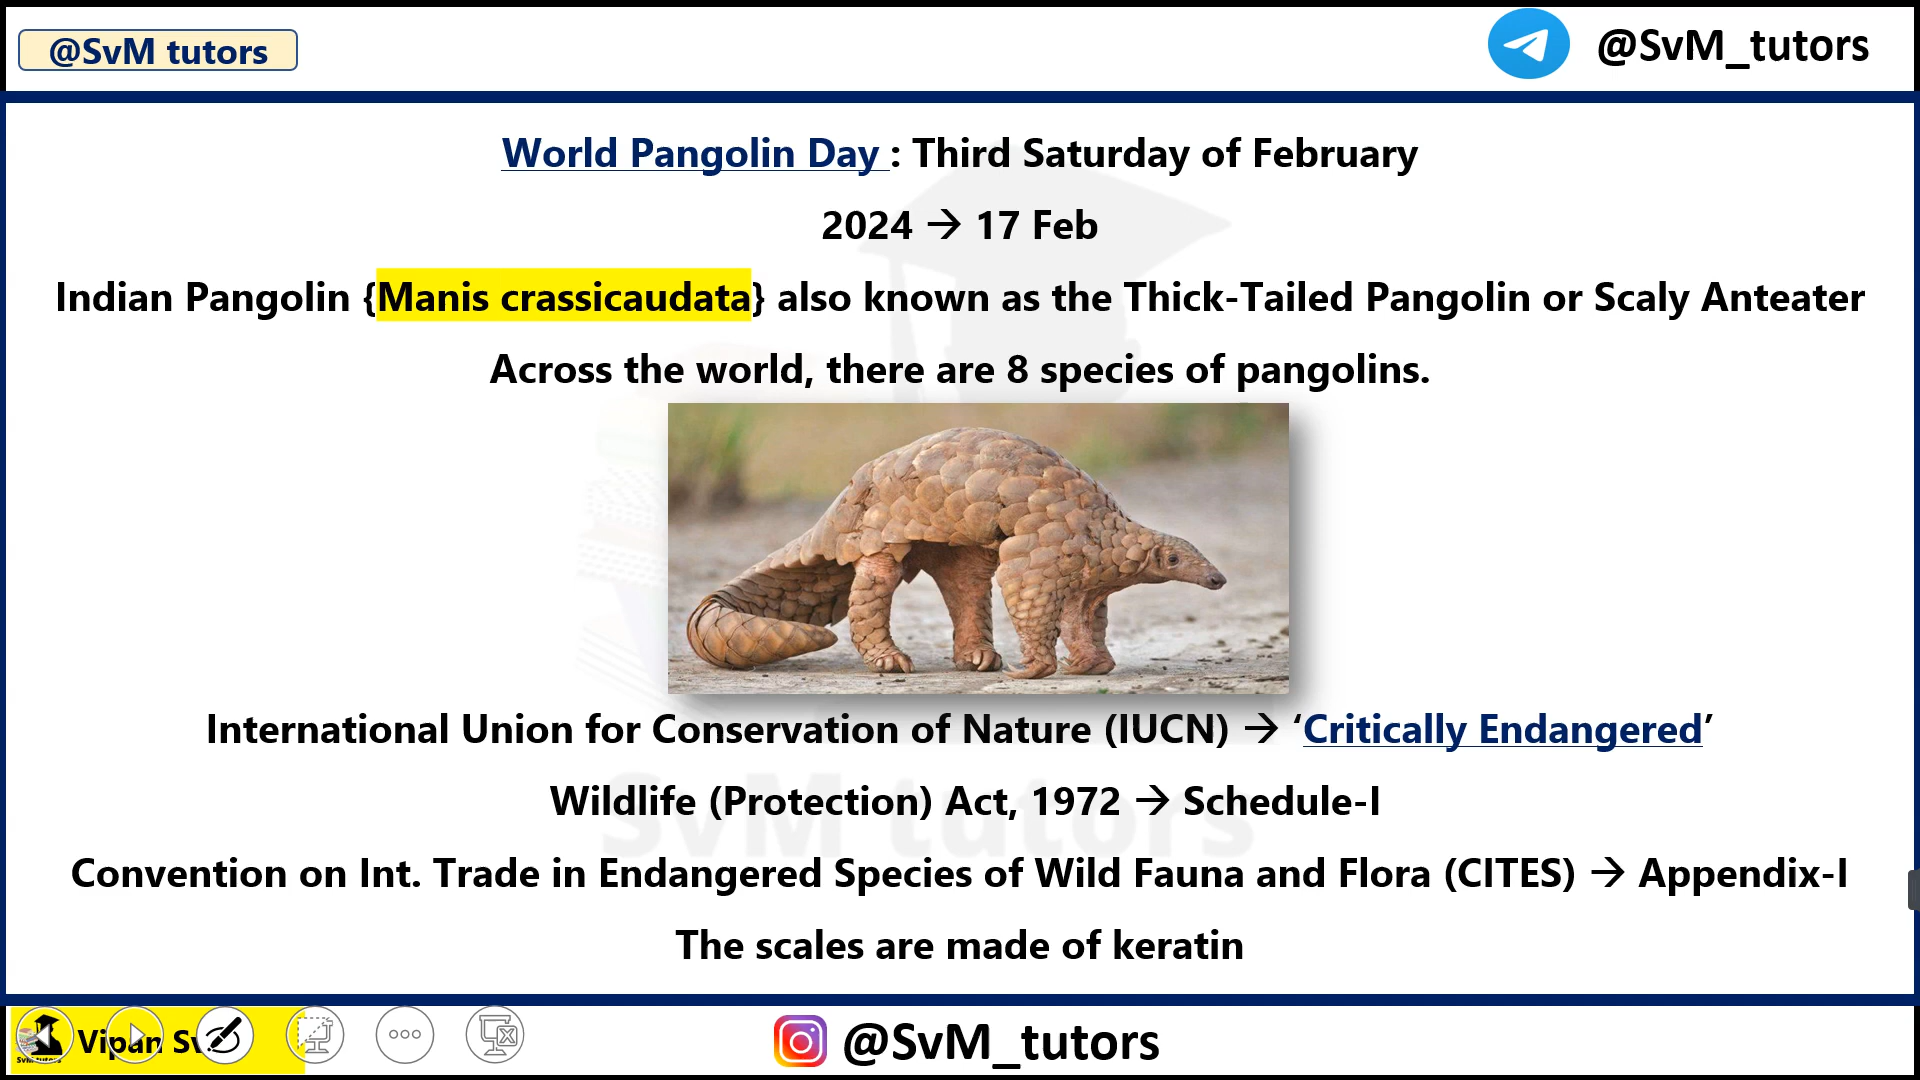 @SvM tutors
@SvM_tutors
World Pangolin Day : Third Saturday of February
2024 → 17 Feb
Indian Pangolin {Manis crassicaudata} also known as the Thick-Tailed Pangolin or Scaly Anteater
Across the world, there are 8 species of pangolins.
International Union for Conservation of Nature (IUCN) → ‘Critically Endangered’
Wildlife (Protection) Act, 1972 → Schedule-I
Convention on Int. Trade in Endangered Species of Wild Fauna and Flora (CITES) → Appendix-I
The scales are made of keratin
SvM tutors
Vipan
@SvM_tutors